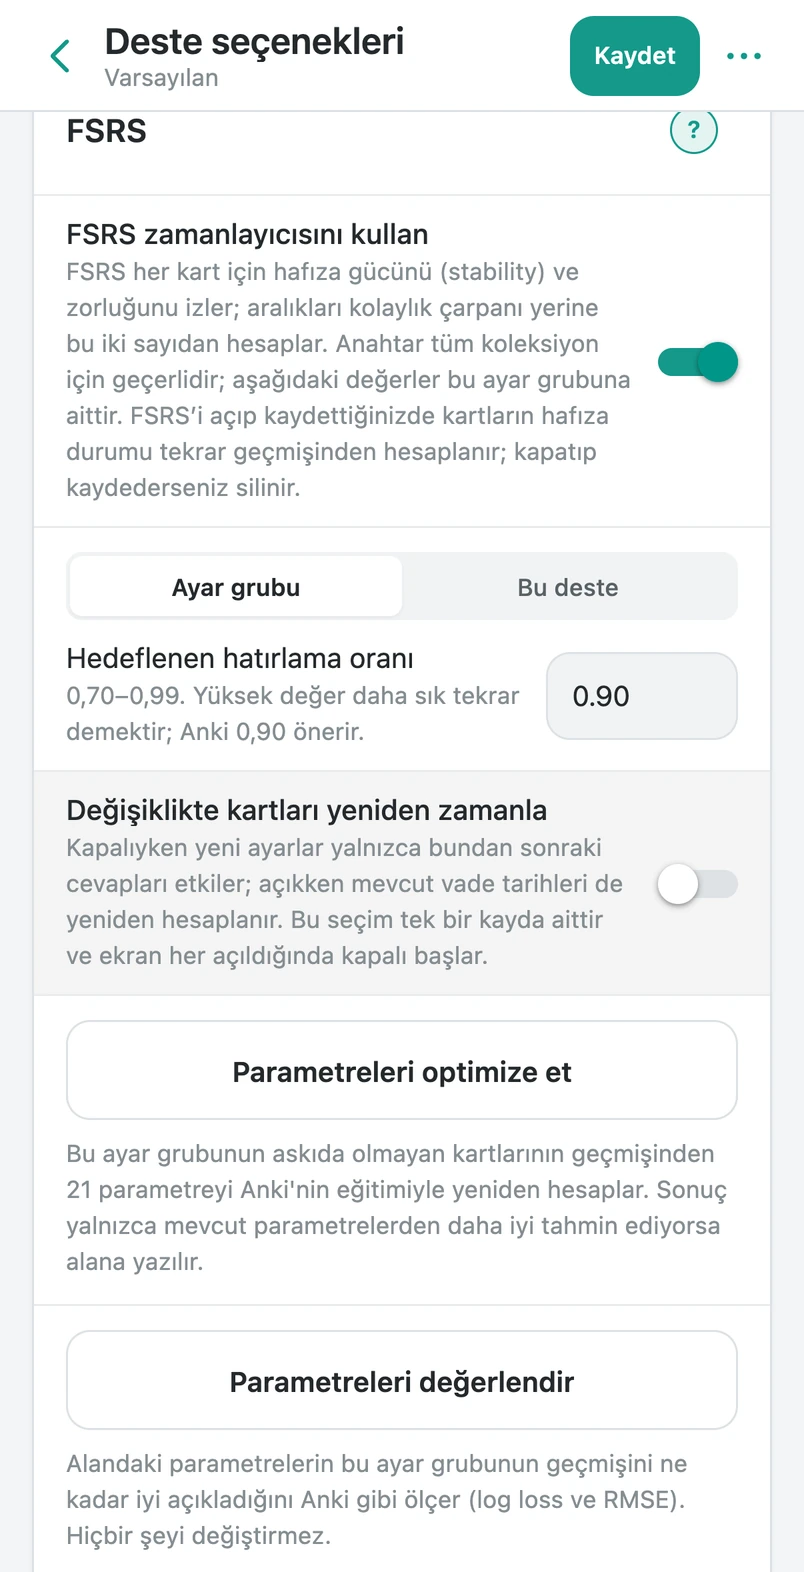 Deste seçenekleri
Varsayılan
Kaydet
FSRS
?
FSRS zamanlayıcısını kullan
FSRS her kart için hafıza gücünü (stability) ve
zorluğunu izler; aralıkları kolaylık çarpanı yerine
bu iki sayıdan hesaplar. Anahtar tüm koleksiyon
için geçerlidir; aşağıdaki değerler bu ayar grubuna
aittir. FSRS’i açıp kaydettiğinizde kartların hafıza
durumu tekrar geçmişinden hesaplanır; kapatıp
kaydederseniz silinir.
Ayar grubu
Bu deste
Hedeflenen hatırlama oranı
0,70–0,99. Yüksek değer daha sık tekrar
demektir; Anki 0,90 önerir.
0.90
Değişiklikte kartları yeniden zamanla
Kapalıyken yeni ayarlar yalnızca bundan sonraki
cevapları etkiler; açıkken mevcut vade tarihleri de
yeniden hesaplanır. Bu seçim tek bir kayda aittir
ve ekran her açıldığında kapalı başlar.
Parametreleri optimize et
Bu ayar grubunun askıda olmayan kartlarının geçmişinden
21 parametreyi Anki'nin eğitimiyle yeniden hesaplar. Sonuç
yalnızca mevcut parametrelerden daha iyi tahmin ediyorsa
alana yazılır.
Parametreleri değerlendir
Alandaki parametrelerin bu ayar grubunun geçmişini ne
kadar iyi açıkladığını Anki gibi ölçer (log loss ve RMSE).
Hiçbir şeyi değiştirmez.